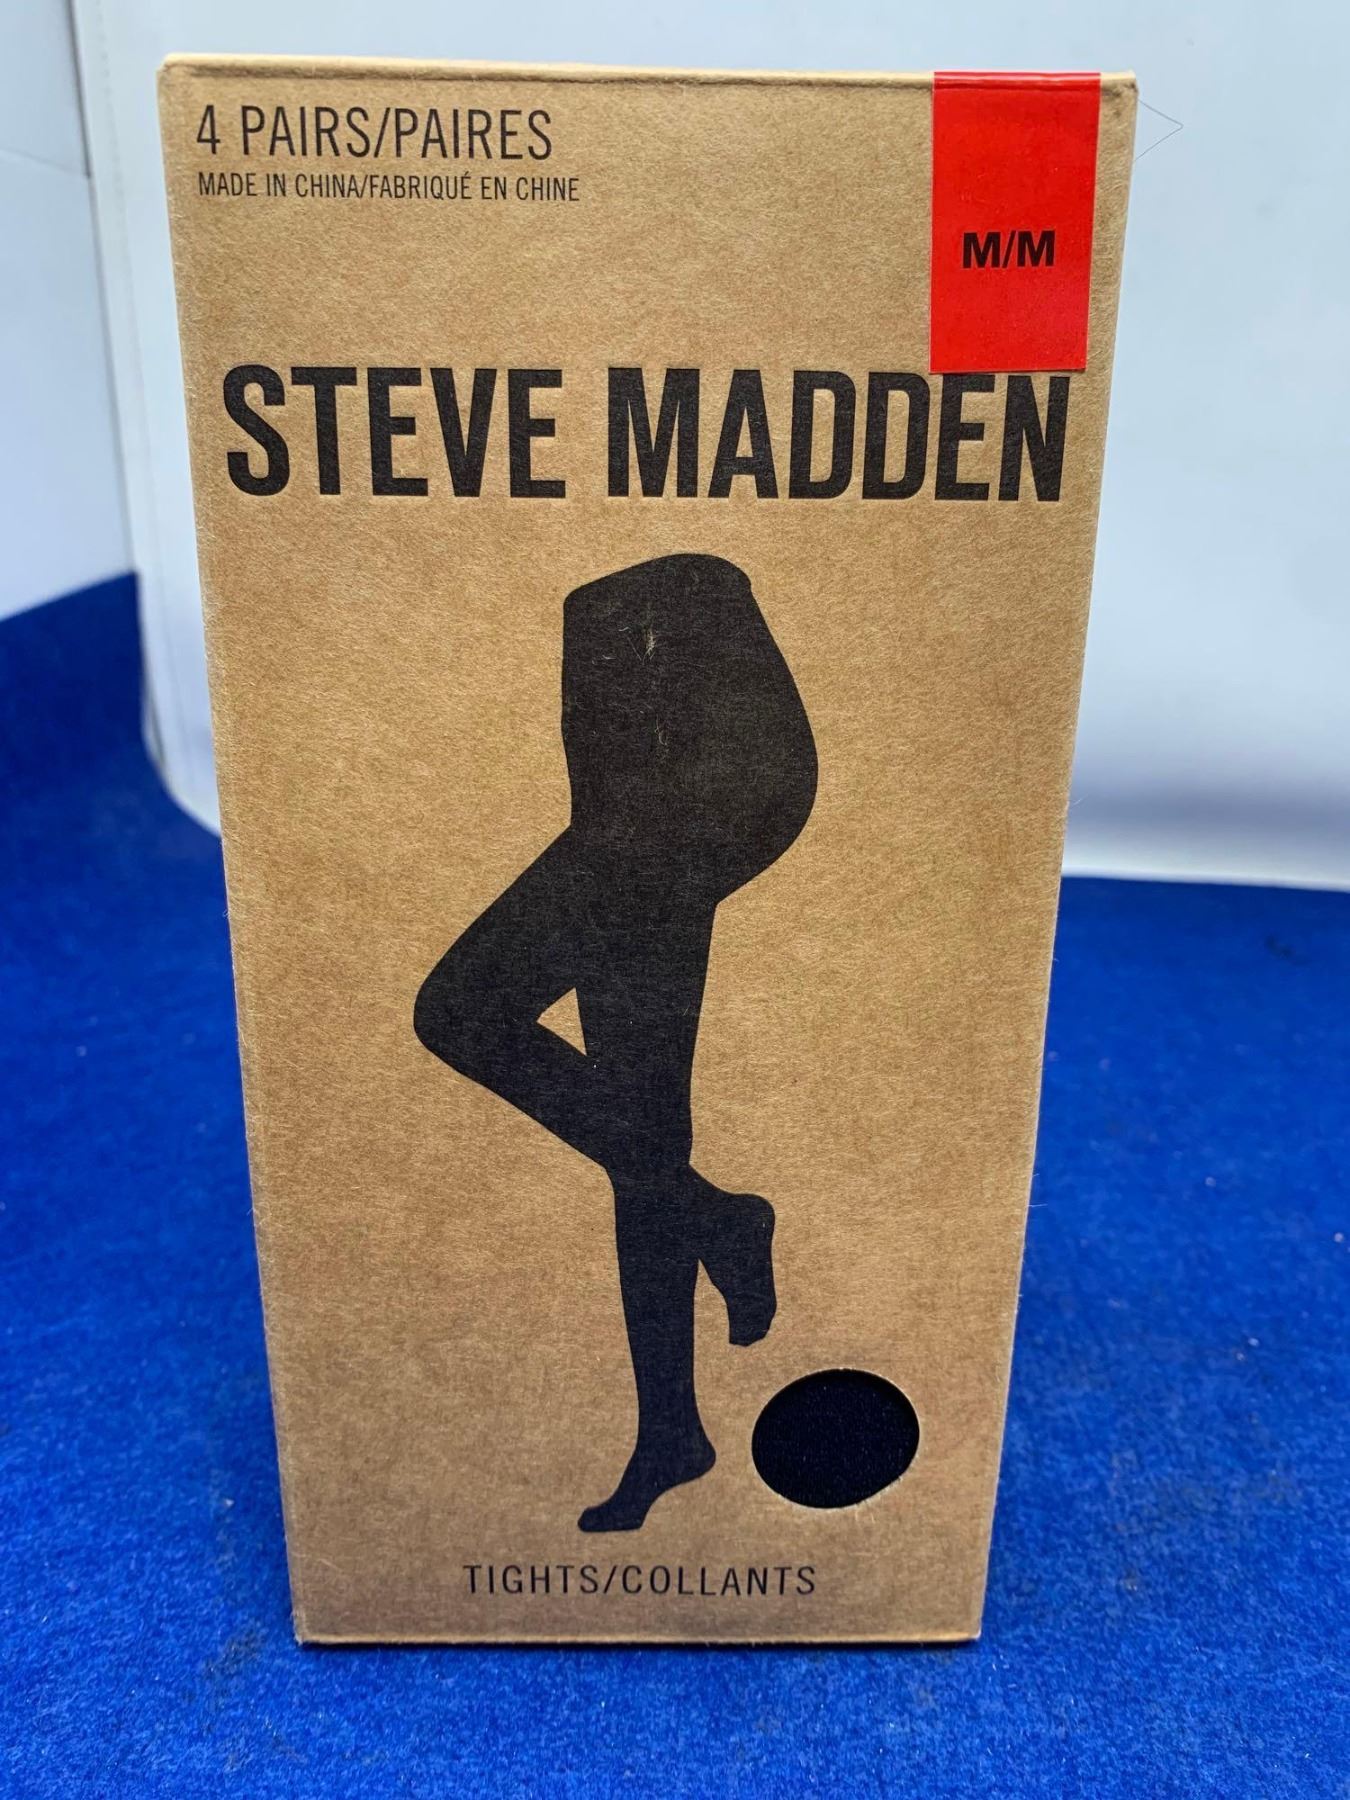 4 PAIRS/PAIRES
MADE IN CHINA/FABRIQUÉ EN CHINE
M/M
STEVE MADDEN
TIGHTS/COLLANTS